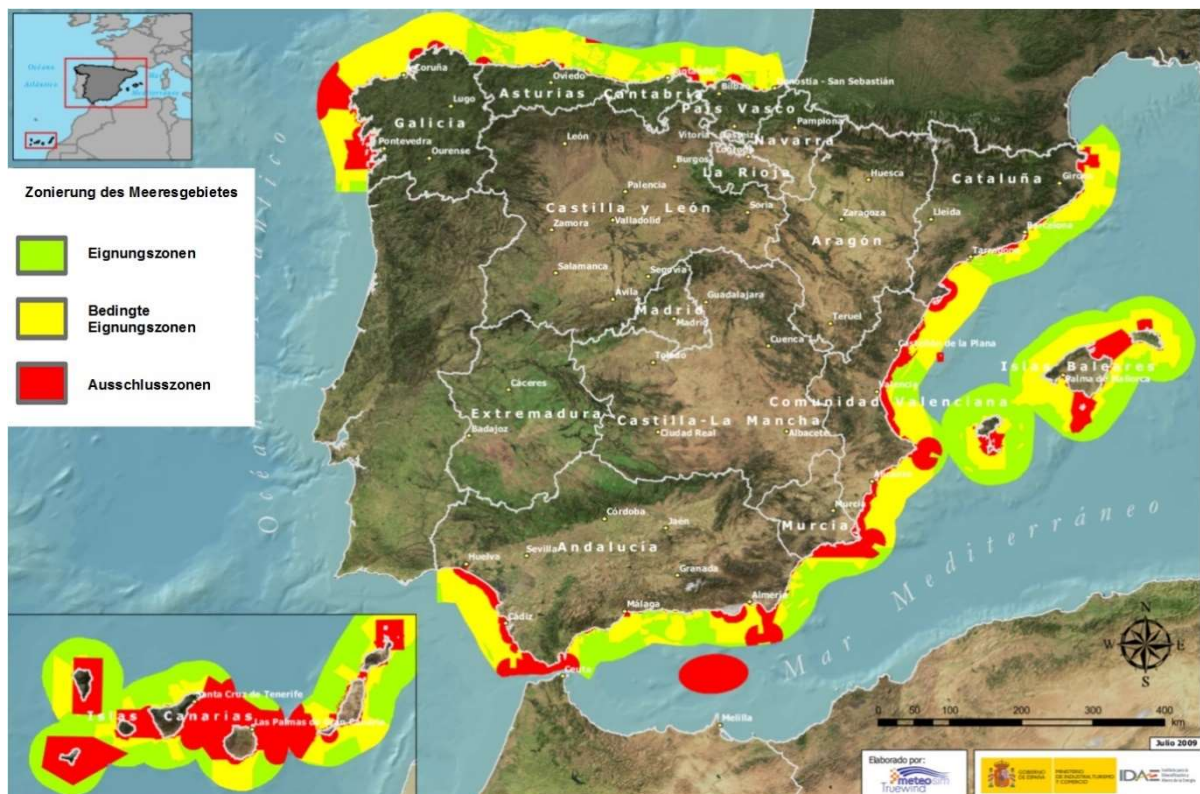 Océano
Atlántico
Mar
Mediterráneo
Zonierung des Meeresgebietes
Eignungszonen
Bedingte
Eignungszonen
Ausschlusszonen
Coruña
Lugo
Galicia
Pontevedra
Ourense
Oviedo
Asturias
Cantabria
Bilbao
Donostia - San Sebastián
País Vasco
Pamplona
Vitoria
Navarra
Logroño
La Rioja
León
Burgos
Palencia
Castilla y León
Valladolid
Zamora
Soria
Salamanca
Segovia
Ávila
Huesca
Zaragoza
Aragón
Teruel
Cataluña
Girona
Lleida
Barcelona
Tarragona
Guadalajara
Madrid
Madrid
Toledo
Cuenca
Castellón de la Plana
Valencia
Comunidad Valenciana
Islas Baleares
Palma de Mallorca
Cáceres
Extremadura
Badajoz
Castilla-La Mancha
Ciudad Real
Albacete
Alicante
Murcia
Murcia
Córdoba
Jaén
Andalucía
Sevilla
Huelva
Granada
Almería
Málaga
Cádiz
Ceuta
Melilla
Mar Mediterráneo
Santa Cruz de Tenerife
Islas Canarias
Las Palmas de Gran Canaria
N
W E
S
0 50 100 200 300 400
km
Julio 2009
Elaborado por:
meteosim
Truewind
GOBIERNO
DE ESPAÑA
MINISTERIO
DE INDUSTRIA, TURISMO
Y COMERCIO
IDAE